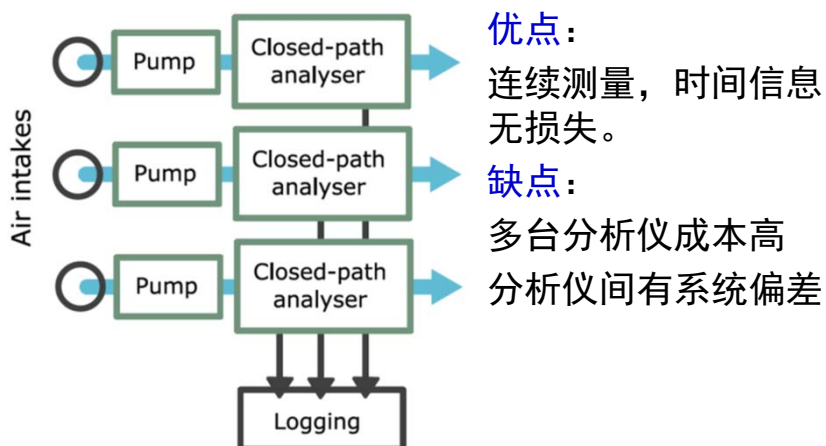 Air intakes
Pump
Closed-path
analyser
Pump
Closed-path
analyser
Pump
Closed-path
analyser
Logging
优点：
连续测量，时间信息
无损失。
缺点：
多台分析仪成本高
分析仪间有系统偏差